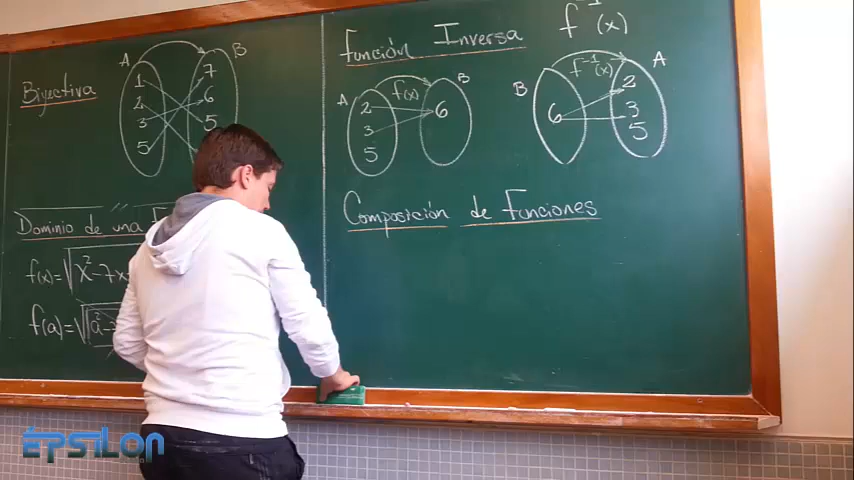 Biyectiva
A
B
1
2
3
5
7
6
5
Dominio de una
f(x)=√x²-7x
f(a)=√a²-
Función Inversa
f⁻¹(x)
A
f(x)
B
2
3
5
6
B
f⁻¹(x)
A
6
2
3
5
Composición de Funciones
ÉPSILON